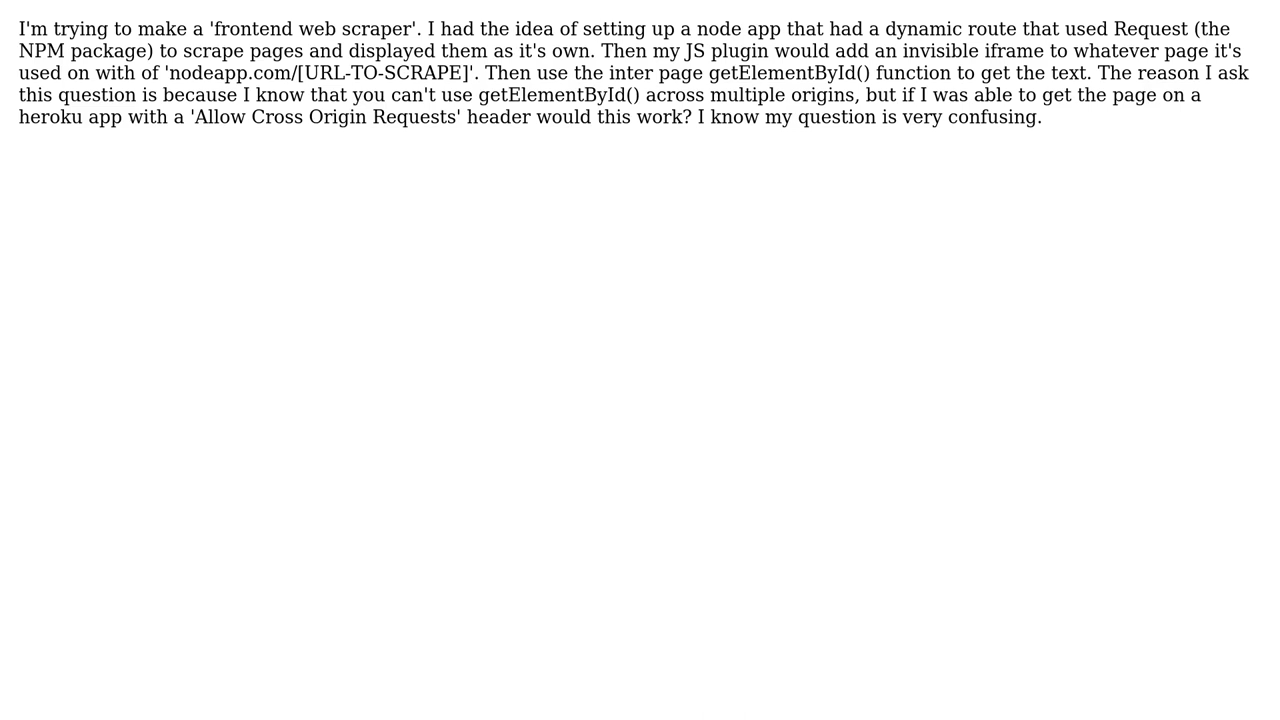 I'm trying to make a 'frontend web scraper'. I had the idea of setting up a node app that had a dynamic route that used Request (the
NPM package) to scrape pages and displayed them as it's own. Then my JS plugin would add an invisible iframe to whatever page it's
used on with of 'nodeapp.com/[URL-TO-SCRAPE]'. Then use the inter page getElementById() function to get the text. The reason I ask
this question is because I know that you can't use getElementById() across multiple origins, but if I was able to get the page on a
heroku app with a 'Allow Cross Origin Requests' header would this work? I know my question is very confusing.